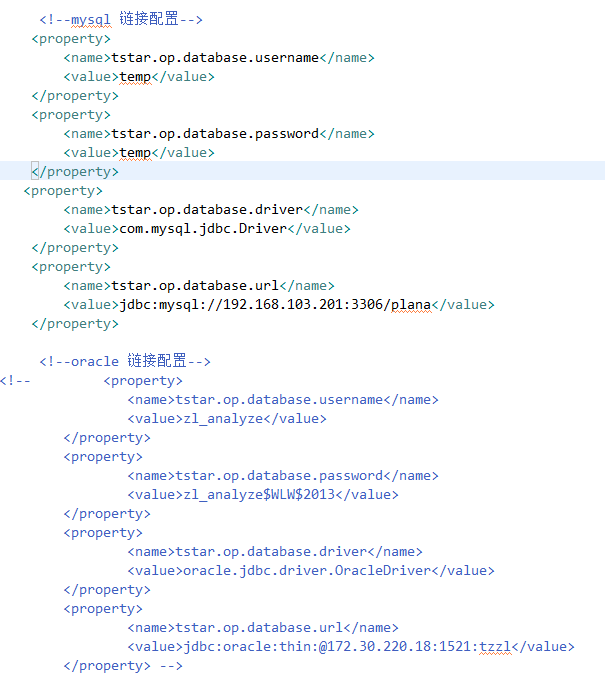 <!--mysql 链接配置-->
<property>
<name>tstar.op.database.username</name>
<value>temp</value>
</property>
<property>
<name>tstar.op.database.password</name>
<value>temp</value>
</property>
<property>
<name>tstar.op.database.driver</name>
<value>com.mysql.jdbc.Driver</value>
</property>
<property>
<name>tstar.op.database.url</name>
<value>jdbc:mysql://192.168.103.201:3306/plana</value>
</property>
<!--oracle 链接配置-->
<!-- <property>
<name>tstar.op.database.username</name>
<value>zl_analyze</value>
</property>
<property>
<name>tstar.op.database.password</name>
<value>zl_analyze$WLW$2013</value>
</property>
<property>
<name>tstar.op.database.driver</name>
<value>oracle.jdbc.driver.OracleDriver</value>
</property>
<property>
<name>tstar.op.database.url</name>
<value>jdbc:oracle:thin:@172.30.220.18:1521:tzzl</value>
</property> -->